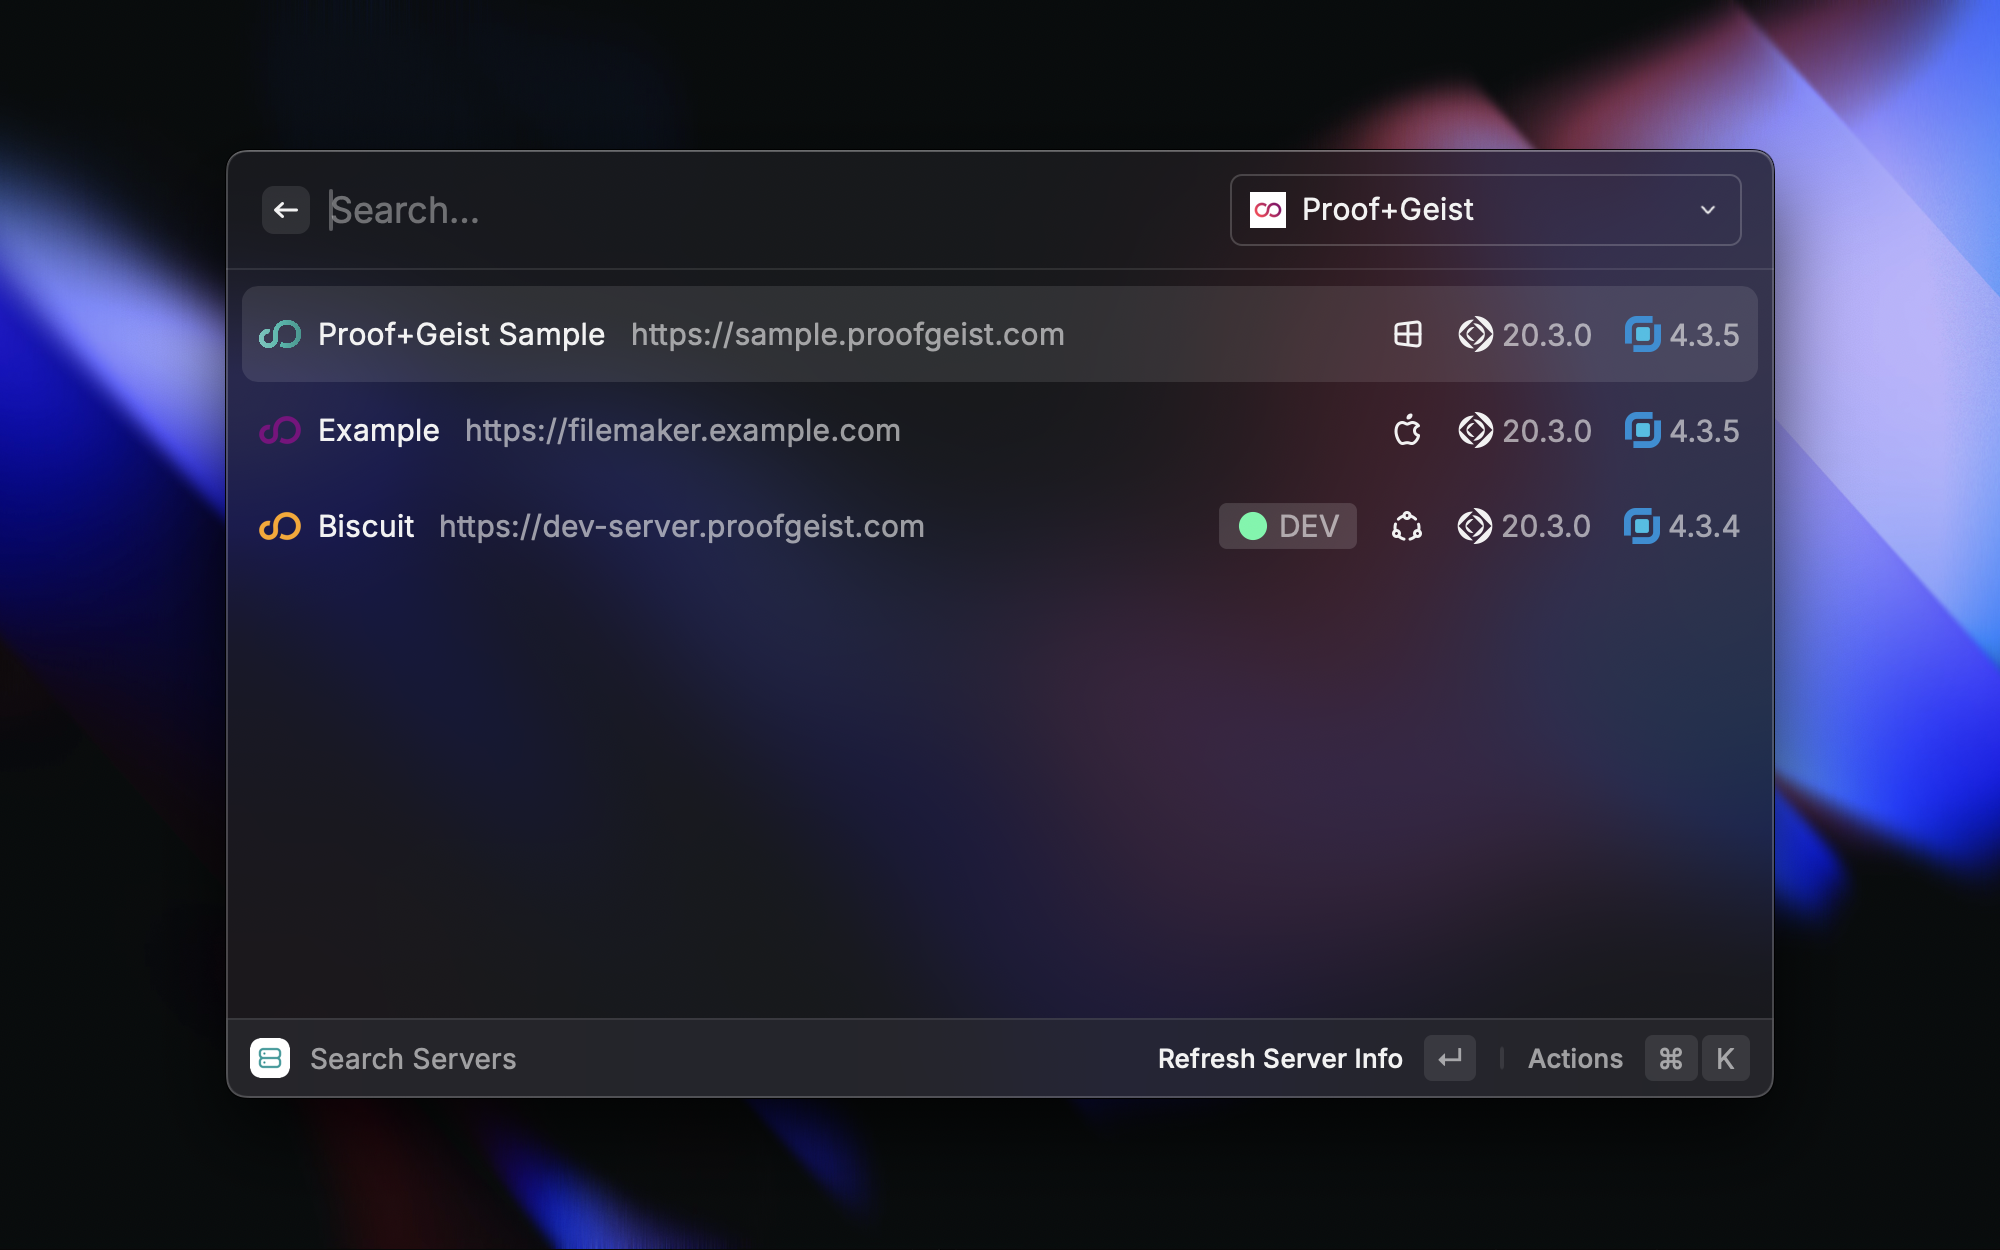 Search...
Proof+Geist
Proof+Geist Sample https://sample.proofgeist.com 20.3.0 4.3.5
Example https://filemaker.example.com 20.3.0 4.3.5
Biscuit https://dev-server.proofgeist.com DEV 20.3.0 4.3.4
Search Servers Refresh Server Info ↵ Actions ⌘ K